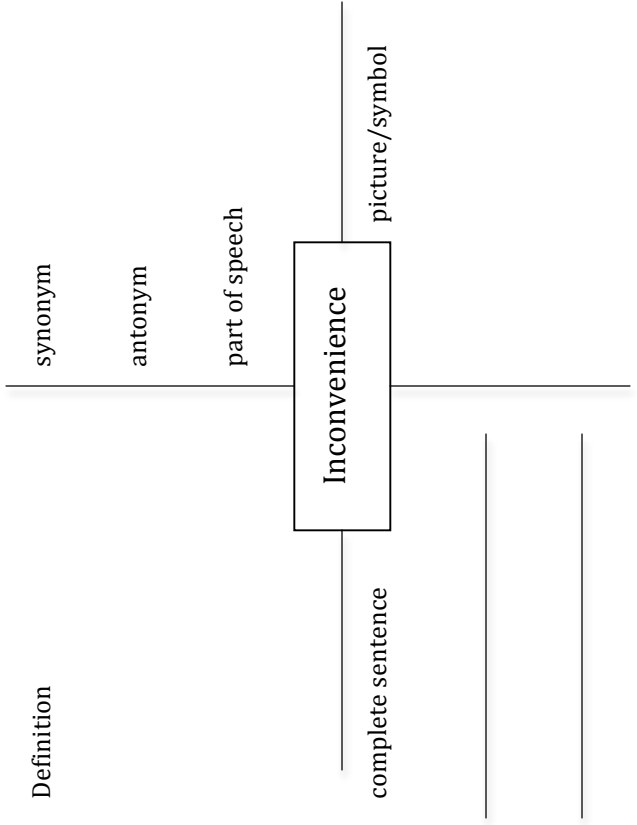 Definition
synonym
antonym
part of speech
Inconvenience
complete sentence
picture/symbol